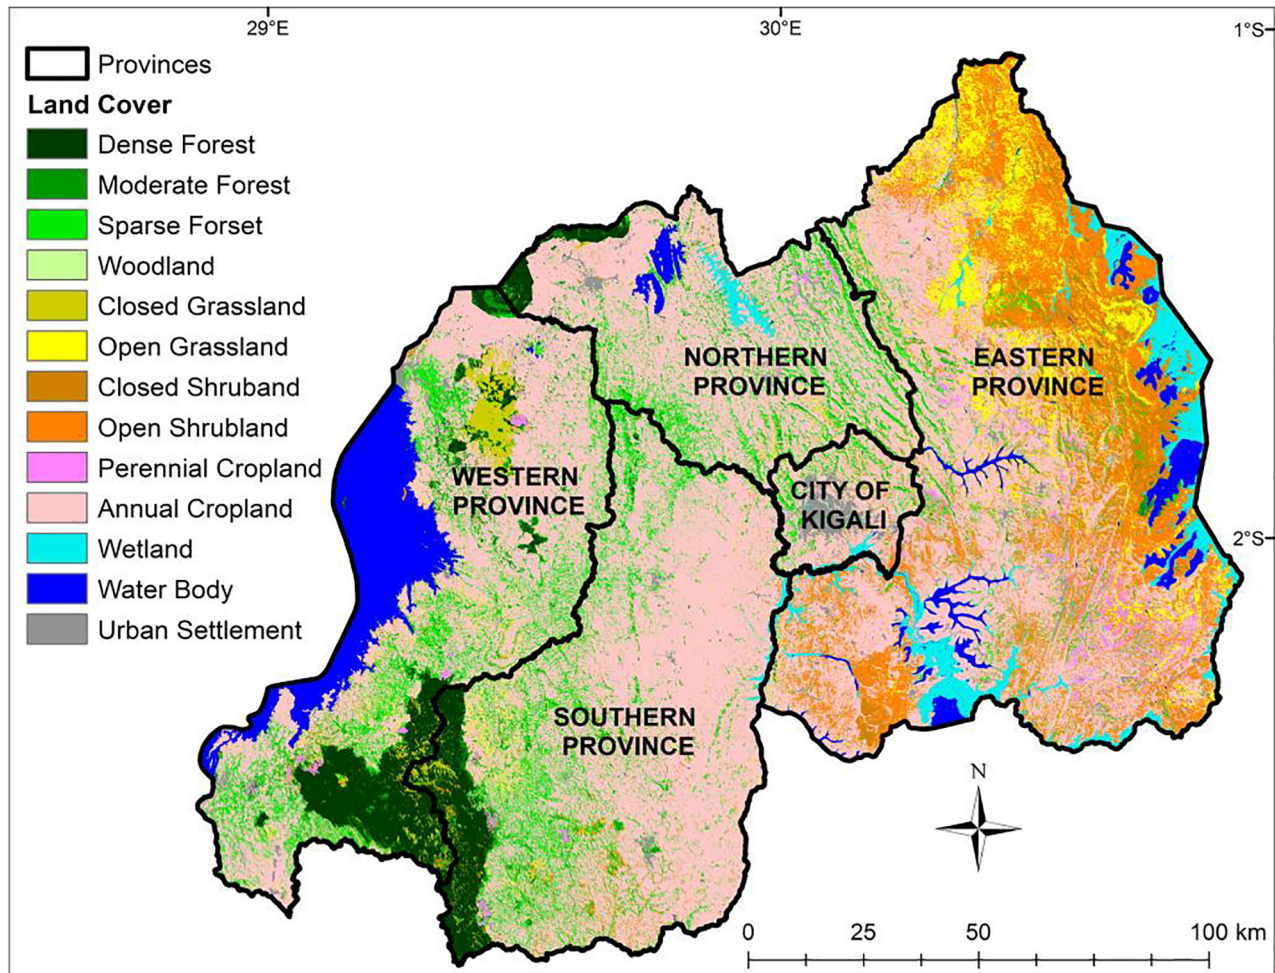 29°E
30°E
1°S
Provinces
Land Cover
Dense Forest
Moderate Forest
Sparse Forset
Woodland
Closed Grassland
Open Grassland
Closed Shruband
Open Shrubland
Perennial Cropland
Annual Cropland
Wetland
Water Body
Urban Settlement
NORTHERN
PROVINCE
EASTERN
PROVINCE
WESTERN
PROVINCE
CITY OF
KIGALI
2°S
SOUTHERN
PROVINCE
N
0 25 50 100 km